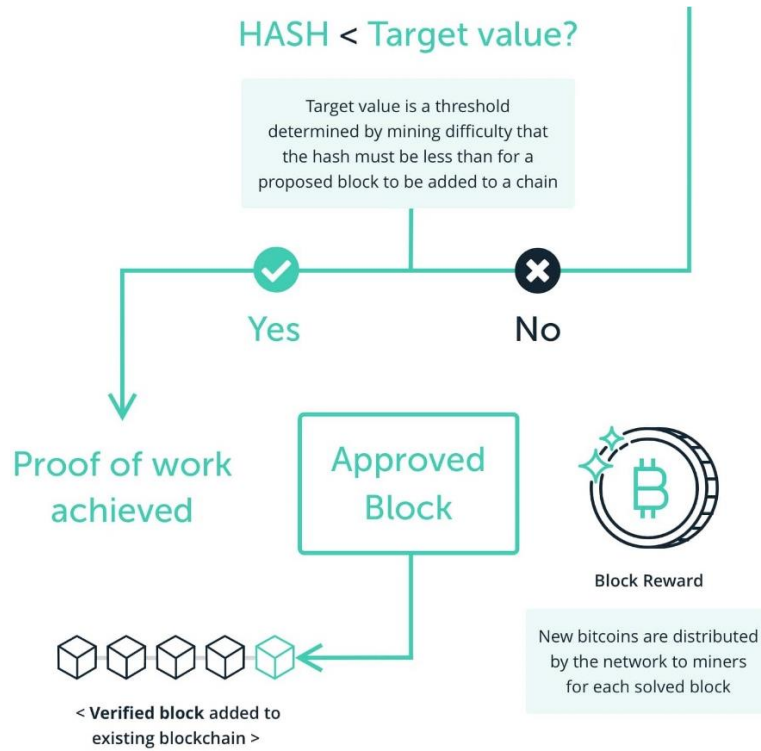 HASH < Target value?
Target value is a threshold
determined by mining difficulty that
the hash must be less than for a
proposed block to be added to a chain
Yes
No
Proof of work
achieved
Approved
Block
Block Reward
New bitcoins are distributed
by the network to miners
for each solved block
< Verified block added to
existing blockchain >